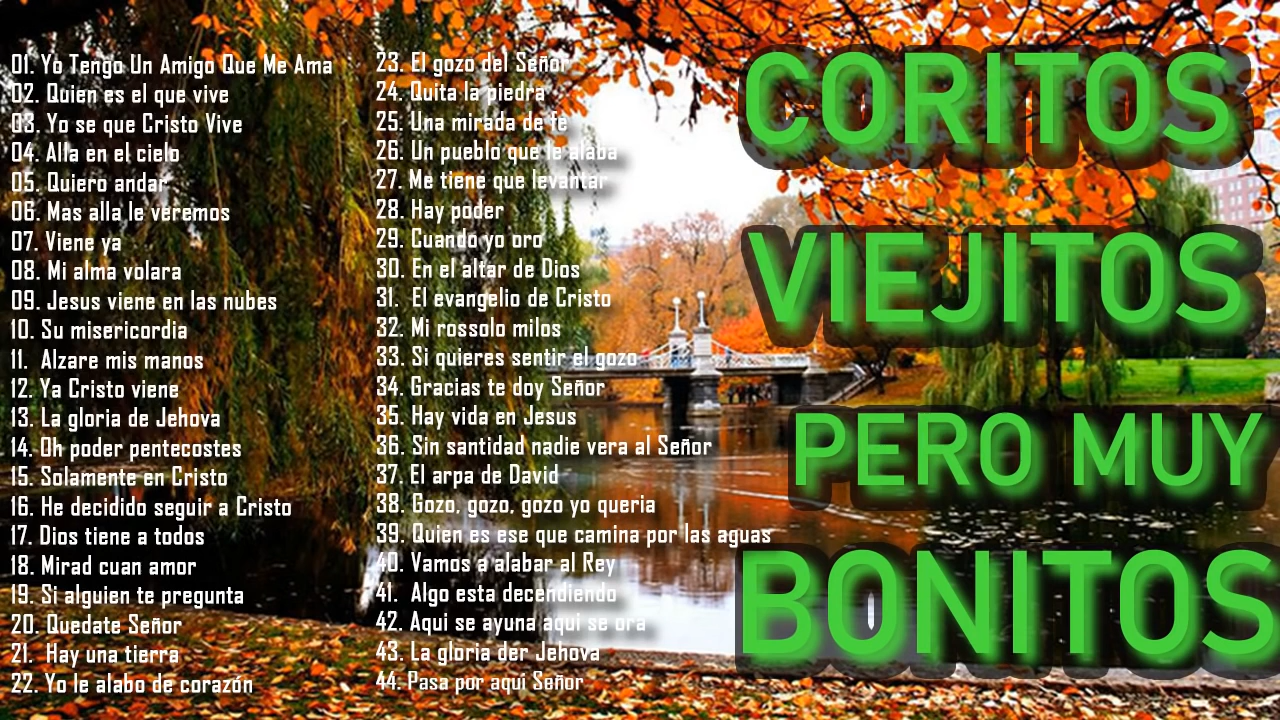 01. Yo Tengo Un Amigo Que Me Ama
02. Quien es el que vive
03. Yo se que Cristo Vive
04. Alla en el cielo
05. Quiero andar
06. Mas alla le veremos
07. Viene ya
08. Mi alma volara
09. Jesus viene en las nubes
10. Su misericordia
11. Alzare mis manos
12. Ya Cristo viene
13. La gloria de Jehova
14. Oh poder pentecostes
15. Solamente en Cristo
16. He decidido seguir a Cristo
17. Dios tiene a todos
18. Mirad cuan amor
19. Si alguien te pregunta
20. Quedate Señor
21. Hay una tierra
22. Yo le alabo de corazón
23. El gozo del Señor
24. Quita la piedra
25. Una mirada de fe
26. Un pueblo que le alaba
27. Me tiene que levantar
28. Hay poder
29. Cuando yo oro
30. En el altar de Dios
31. El evangelio de Cristo
32. Mi rossolo milos
33. Si quieres sentir el gozo
34. Gracias te doy Señor
35. Hay vida en Jesus
36. Sin santidad nadie vera al Señor
37. El arpa de David
38. Gozo, gozo, gozo yo queria
39. Quien es ese que camina por las aguas
40. Vamos a alabar al Rey
41. Algo esta decendiendo
42. Aqui se ayuna aqui se ora
43. La gloria der Jehova
44. Pasa por aquí Señor
CORITOS
VIEJITOS
PERO MUY
BONITOS